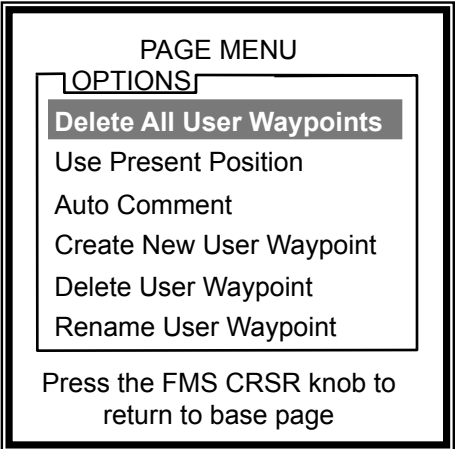 PAGE MENU
OPTIONS
Delete All User Waypoints
Use Present Position
Auto Comment
Create New User Waypoint
Delete User Waypoint
Rename User Waypoint
Press the FMS CRSR knob to
return to base page